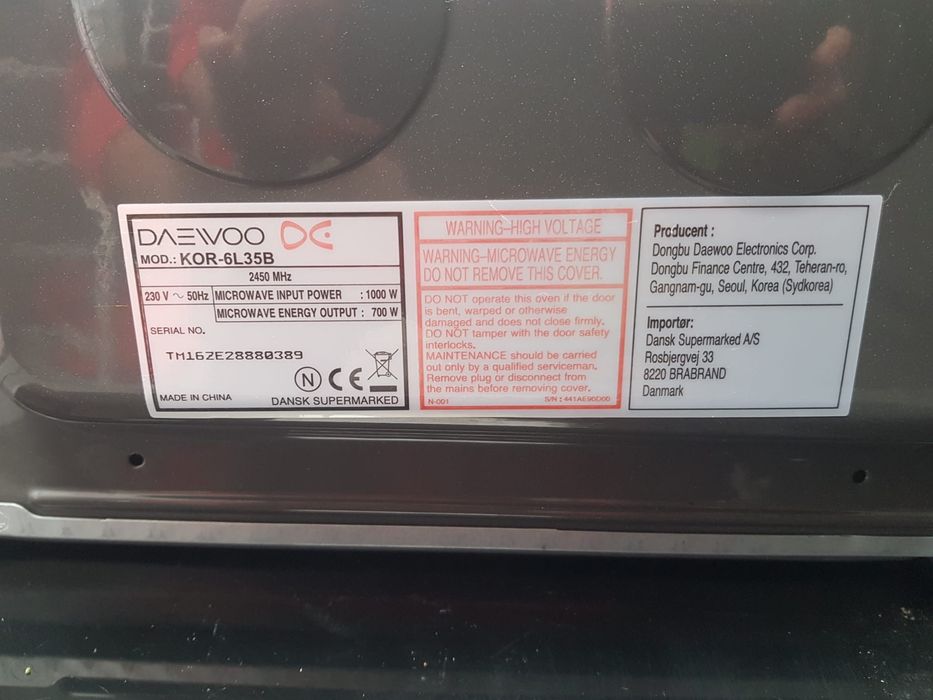 DAEWOO
MOD.: KOR-6L35B
2450 MHz
230 V ~ 50Hz
MICROWAVE INPUT POWER : 1000 W
MICROWAVE ENERGY OUTPUT : 700 W
SERIAL NO.
TM162E28880389
N CE
MADE IN CHINA
DANSK SUPERMARKED
WARNING-HIGH VOLTAGE
WARNING-MICROWAVE ENERGY
DO NOT REMOVE THIS COVER.
DO NOT operate this oven if the door
is bent, warped or otherwise
damaged and does not close firmly.
DO NOT tamper with the door safety
interlocks.
MAINTENANCE should be carried
out only by a qualified serviceman.
Remove plug or disconnect from
the mains before removing cover.
N-001
S/N : 441AE90D00
Producent :
Dongbu Daewoo Electronics Corp.
Dongbu Finance Centre, 432, Teheran-ro,
Gangnam-gu, Seoul, Korea (Sydkorea)
Importør:
Dansk Supermarked A/S
Rosbjergvej 33
8220 BRABRAND
Danmark